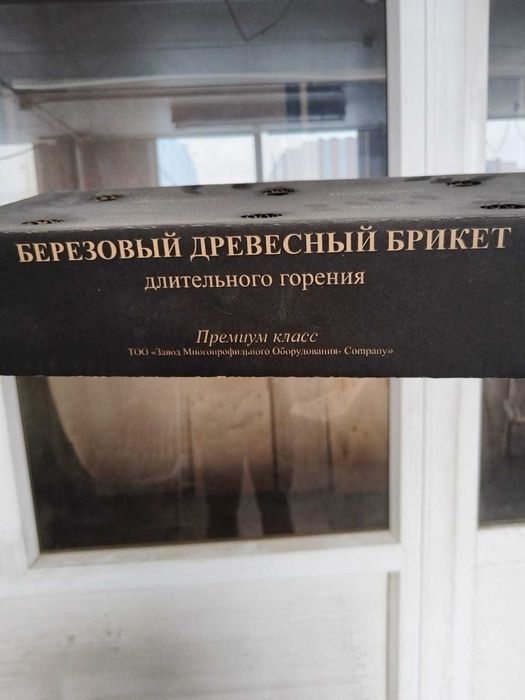 БЕРЕЗОВЫЙ ДРЕВЕСНЫЙ БРИКЕТ
длительного горения
Премиум класс
ТОО «Завод Многопрофильного Оборудования- Company»